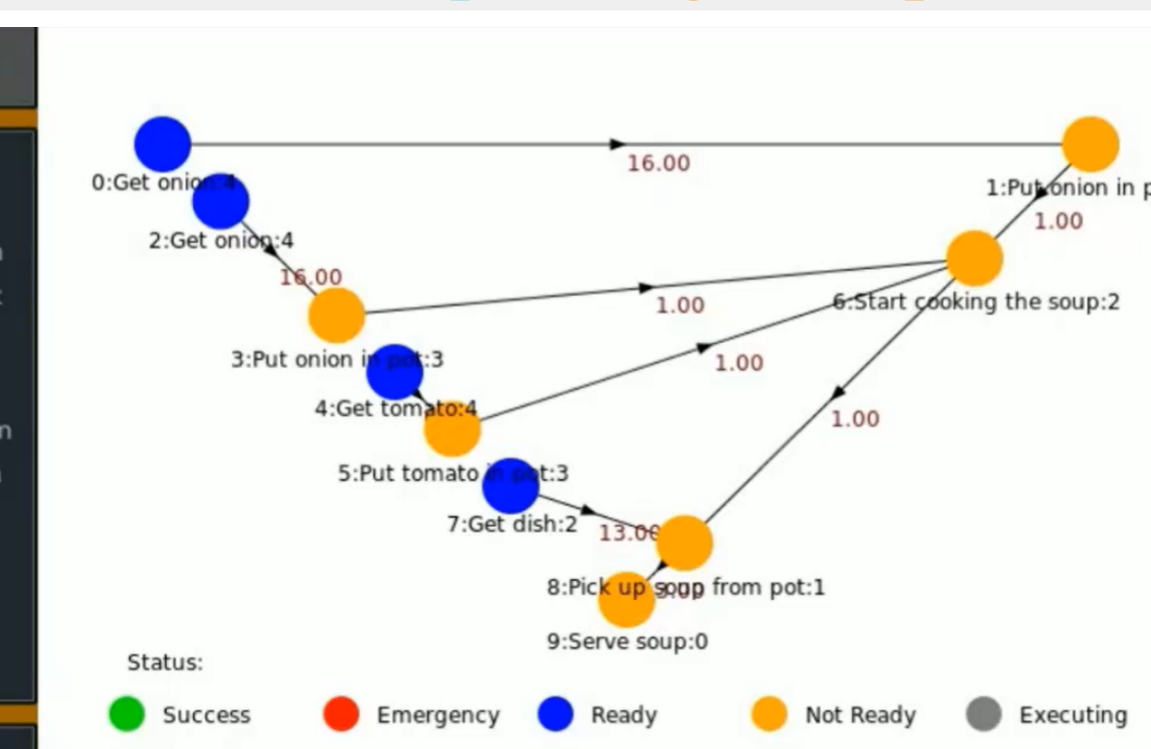 0:Get onion:4
16.00
1:Put onion in
1.00
2:Get onion:4
16.00
6:Start cooking the soup:2
1.00
3:Put onion in pot:3
1.00
4:Get tomato:4
1.00
5:Put tomato in pot:3
7:Get dish:2
13.00
8:Pick up soup from pot:1
9:Serve soup:0
Status:
Success
Emergency
Ready
Not Ready
Executing